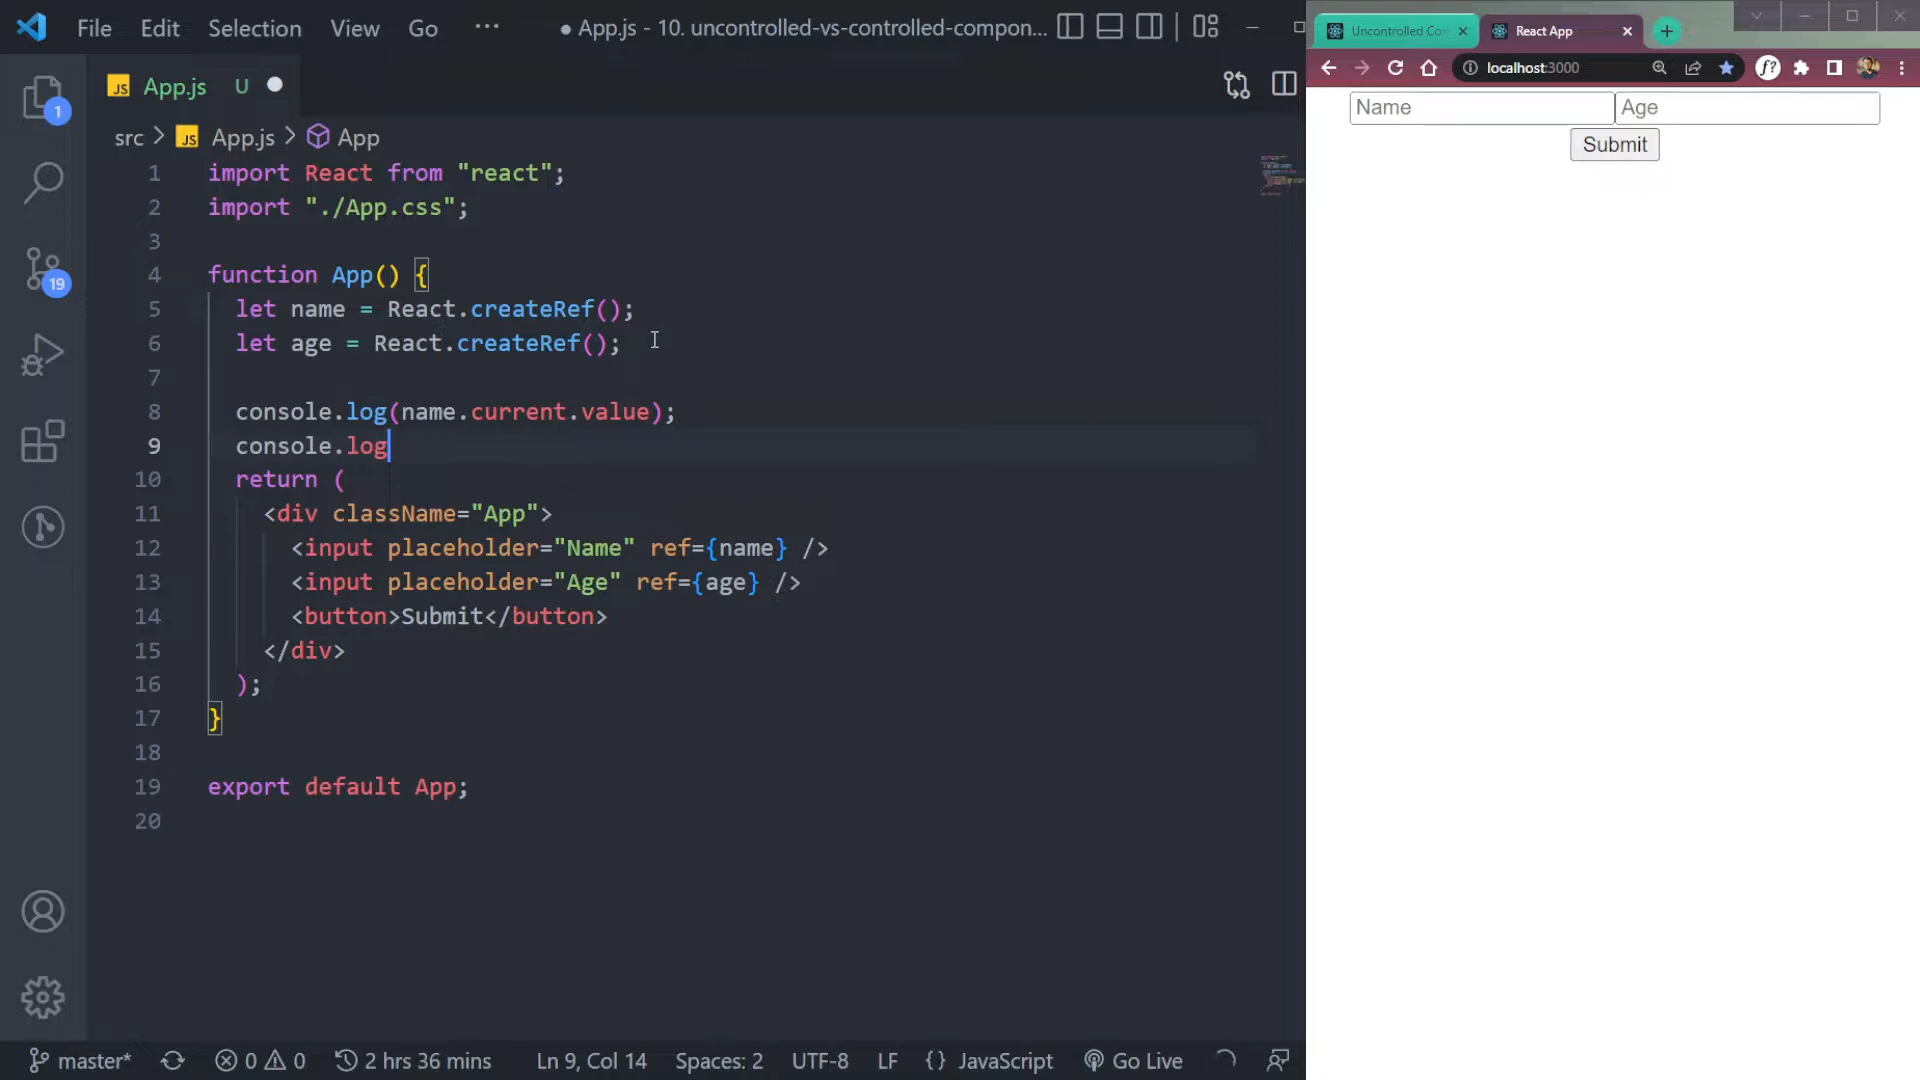 File Edit Selection View Go ··· ● App.js - 10. uncontrolled-vs-controlled-compon...
JS App.js U
src > JS App.js > App
1 import React from "react";
2 import "./App.css";
3
4 function App() {
5 let name = React.createRef();
6 let age = React.createRef();
7
8 console.log(name.current.value);
9 console.log
10 return (
11 <div className="App">
12 <input placeholder="Name" ref={name} />
13 <input placeholder="Age" ref={age} />
14 <button>Submit</button>
15 </div>
16 );
17 }
18
19 export default App;
20
1
19
master* 0 0 2 hrs 36 mins Ln 9, Col 14 Spaces: 2 UTF-8 LF {} JavaScript Go Live
Uncontrolled Co React App
localhost:3000
Name Age
Submit